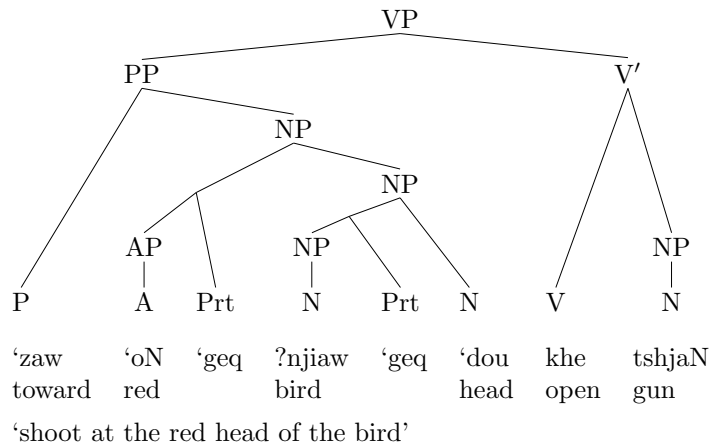 VP
PP V′
NP
NP
AP NP NP
P A Prt N Prt N V N
‘zaw ‘oN ‘geq ?njiaw ‘geq ‘dou khe tshjaN
toward red bird head open gun
‘shoot at the red head of the bird’